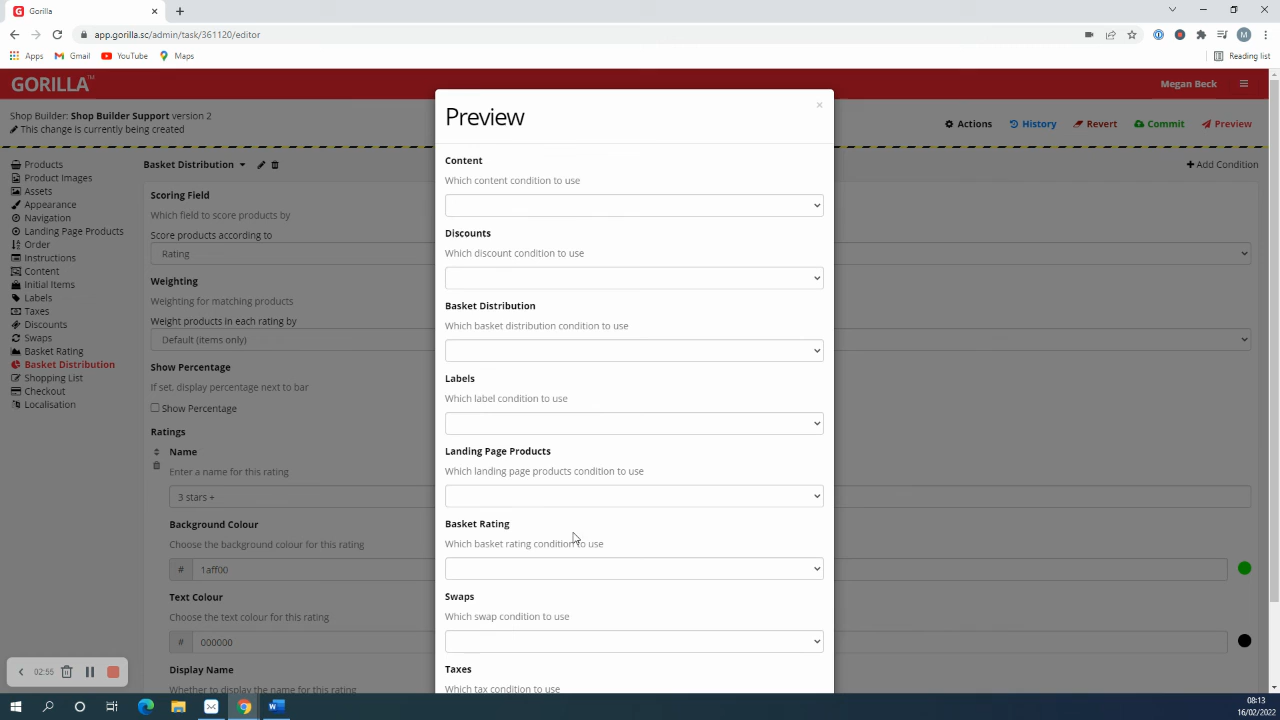 Gorilla
app.gorilla.sc/admin/task/361120/editor
Apps Gmail YouTube Maps Reading list
M
GORILLA™
Megan Beck
Shop Builder: Shop Builder Support version 2
This change is currently being created
Actions History Revert Commit Preview
Products
Product Images
Assets
Appearance
Navigation
Landing Page Products
Order
Instructions
Content
Initial Items
Labels
Taxes
Discounts
Swaps
Basket Rating
Basket Distribution
Shopping List
Checkout
Localisation
Basket Distribution
Add Condition
Scoring Field
Which field to score products by
Score products according to
Rating
Weighting
Weighting for matching products
Weight products in each rating by
Default (items only)
Show Percentage
If set, display percentage next to bar
Show Percentage
Ratings
Name
Enter a name for this rating
3 stars +
Background Colour
Choose the background colour for this rating
# 1aff00
Text Colour
Choose the text colour for this rating
# 000000
Display Name
Whether to display the name for this rating
Preview
×
Content
Which content condition to use
Discounts
Which discount condition to use
Basket Distribution
Which basket distribution condition to use
Labels
Which label condition to use
Landing Page Products
Which landing page products condition to use
Basket Rating
Which basket rating condition to use
Swaps
Which swap condition to use
Taxes
Which tax condition to use
02:55
08:13
16/02/2022